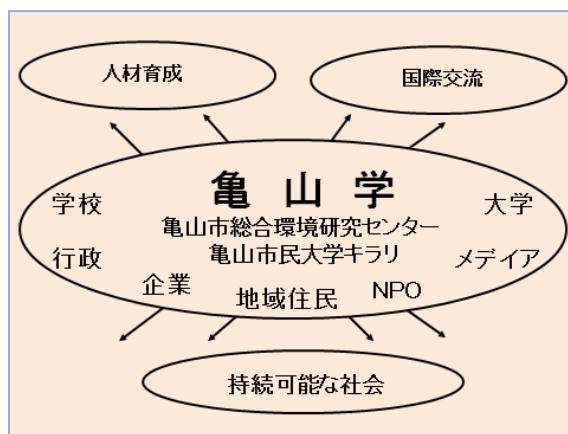 人材育成
国際交流
亀 山 学
学校
大学
亀山市総合環境研究センター
行政
亀山市民大学キラリ
メデイア
企業
地域住民
NPO
持続可能な社会